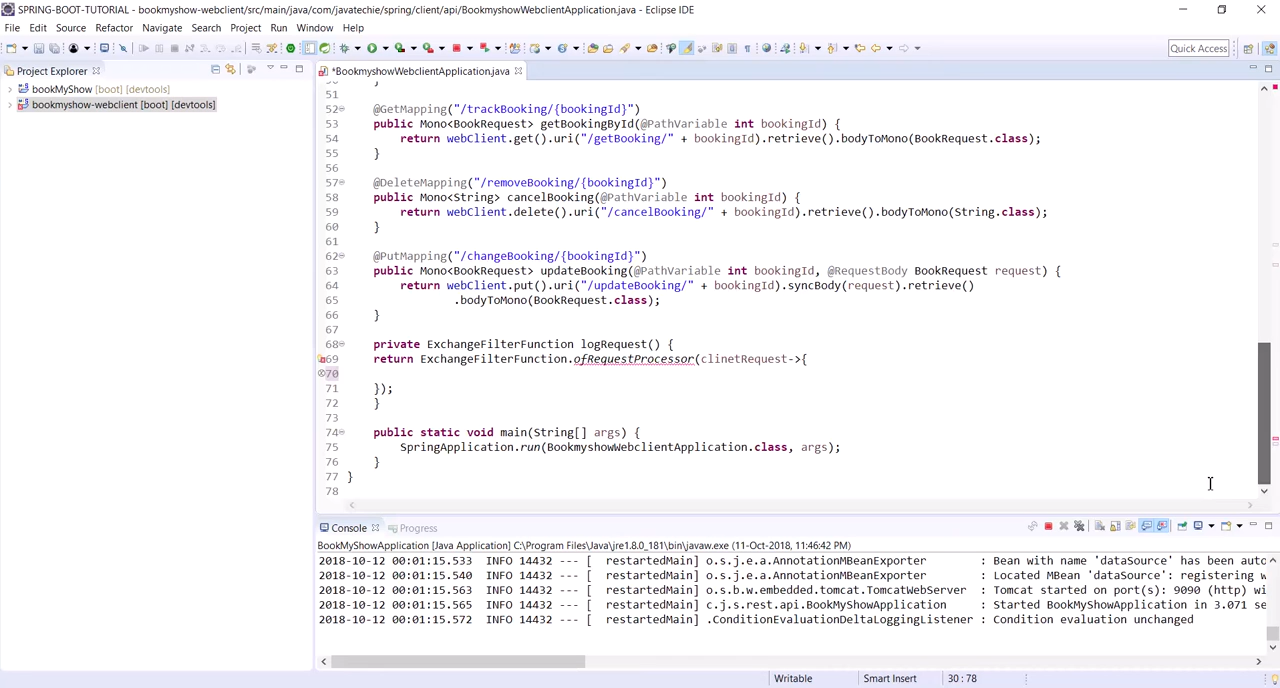 SPRING-BOOT-TUTORIAL - bookmyshow-webclient/src/main/java/com/javatechie/spring/client/api/BookmyshowWebclientApplication.java - Eclipse IDE
File Edit Source Refactor Navigate Search Project Run Window Help
Quick Access
Project Explorer
*BookmyshowWebclientApplication.java
bookMyShow [boot] [devtools]
bookmyshow-webclient [boot] [devtools]
51
52 @GetMapping("/trackBooking/{bookingId}")
53 public Mono<BookRequest> getBookingById(@PathVariable int bookingId) {
54 return webClient.get().uri("/getBooking/" + bookingId).retrieve().bodyToMono(BookRequest.class);
55 }
56
57 @DeleteMapping("/removeBooking/{bookingId}")
58 public Mono<String> cancelBooking(@PathVariable int bookingId) {
59 return webClient.delete().uri("/cancelBooking/" + bookingId).retrieve().bodyToMono(String.class);
60 }
61
62 @PutMapping("/changeBooking/{bookingId}")
63 public Mono<BookRequest> updateBooking(@PathVariable int bookingId, @RequestBody BookRequest request) {
64 return webClient.put().uri("/updateBooking/" + bookingId).syncBody(request).retrieve()
65 .bodyToMono(BookRequest.class);
66 }
67
68 private ExchangeFilterFunction logRequest() {
69 return ExchangeFilterFunction.ofRequestProcessor(clinetRequest->{
70
71 });
72 }
73
74 public static void main(String[] args) {
75 SpringApplication.run(BookmyshowWebclientApplication.class, args);
76 }
77 }
78
Console Progress
BookMyShowApplication [Java Application] C:\Program Files\Java\jre1.8.0_181\bin\javaw.exe (11-Oct-2018, 11:46:42 PM)
2018-10-12 00:01:15.533 INFO 14432 --- [ restartedMain] o.s.j.e.a.AnnotationMBeanExporter : Bean with name 'dataSource' has been auto
2018-10-12 00:01:15.540 INFO 14432 --- [ restartedMain] o.s.j.e.a.AnnotationMBeanExporter : Located MBean 'dataSource': registering w
2018-10-12 00:01:15.563 INFO 14432 --- [ restartedMain] o.s.b.w.embedded.tomcat.TomcatWebServer : Tomcat started on port(s): 9090 (http) wi
2018-10-12 00:01:15.565 INFO 14432 --- [ restartedMain] c.j.s.rest.api.BookMyShowApplication : Started BookMyShowApplication in 3.071 se
2018-10-12 00:01:15.572 INFO 14432 --- [ restartedMain] .ConditionEvaluationDeltaLoggingListener : Condition evaluation unchanged
Writable Smart Insert 30 : 78